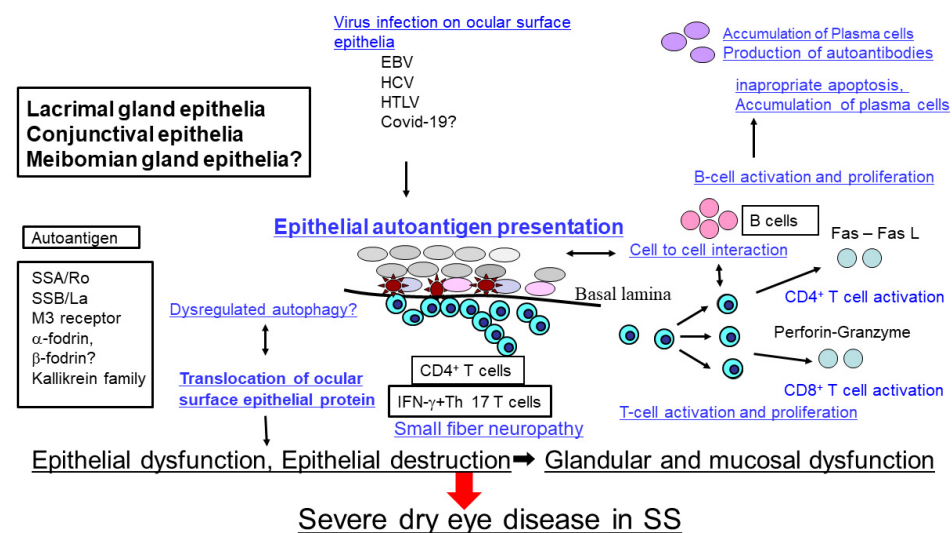 Virus infection on ocular surface
epithelia
EBV
HCV
HTLV
Covid-19?
Accumulation of Plasma cells
Production of autoantibodies
inapropriate apoptosis,
Accumulation of plasma cells
B-cell activation and proliferation
Lacrimal gland epithelia
Conjunctival epithelia
Meibomian gland epithelia?
Epithelial autoantigen presentation
B cells
Cell to cell interaction
Fas – Fas L
CD4⁺ T cell activation
Autoantigen
SSA/Ro
SSB/La
M3 receptor
α-fodrin,
β-fodrin?
Kallikrein family
Dysregulated autophagy?
Translocation of ocular
surface epithelial protein
Basal lamina
CD4⁺ T cells
IFN-γ+Th 17 T cells
Small fiber neuropathy
Perforin-Granzyme
CD8⁺ T cell activation
T-cell activation and proliferation
Epithelial dysfunction, Epithelial destruction
Glandular and mucosal dysfunction
Severe dry eye disease in SS